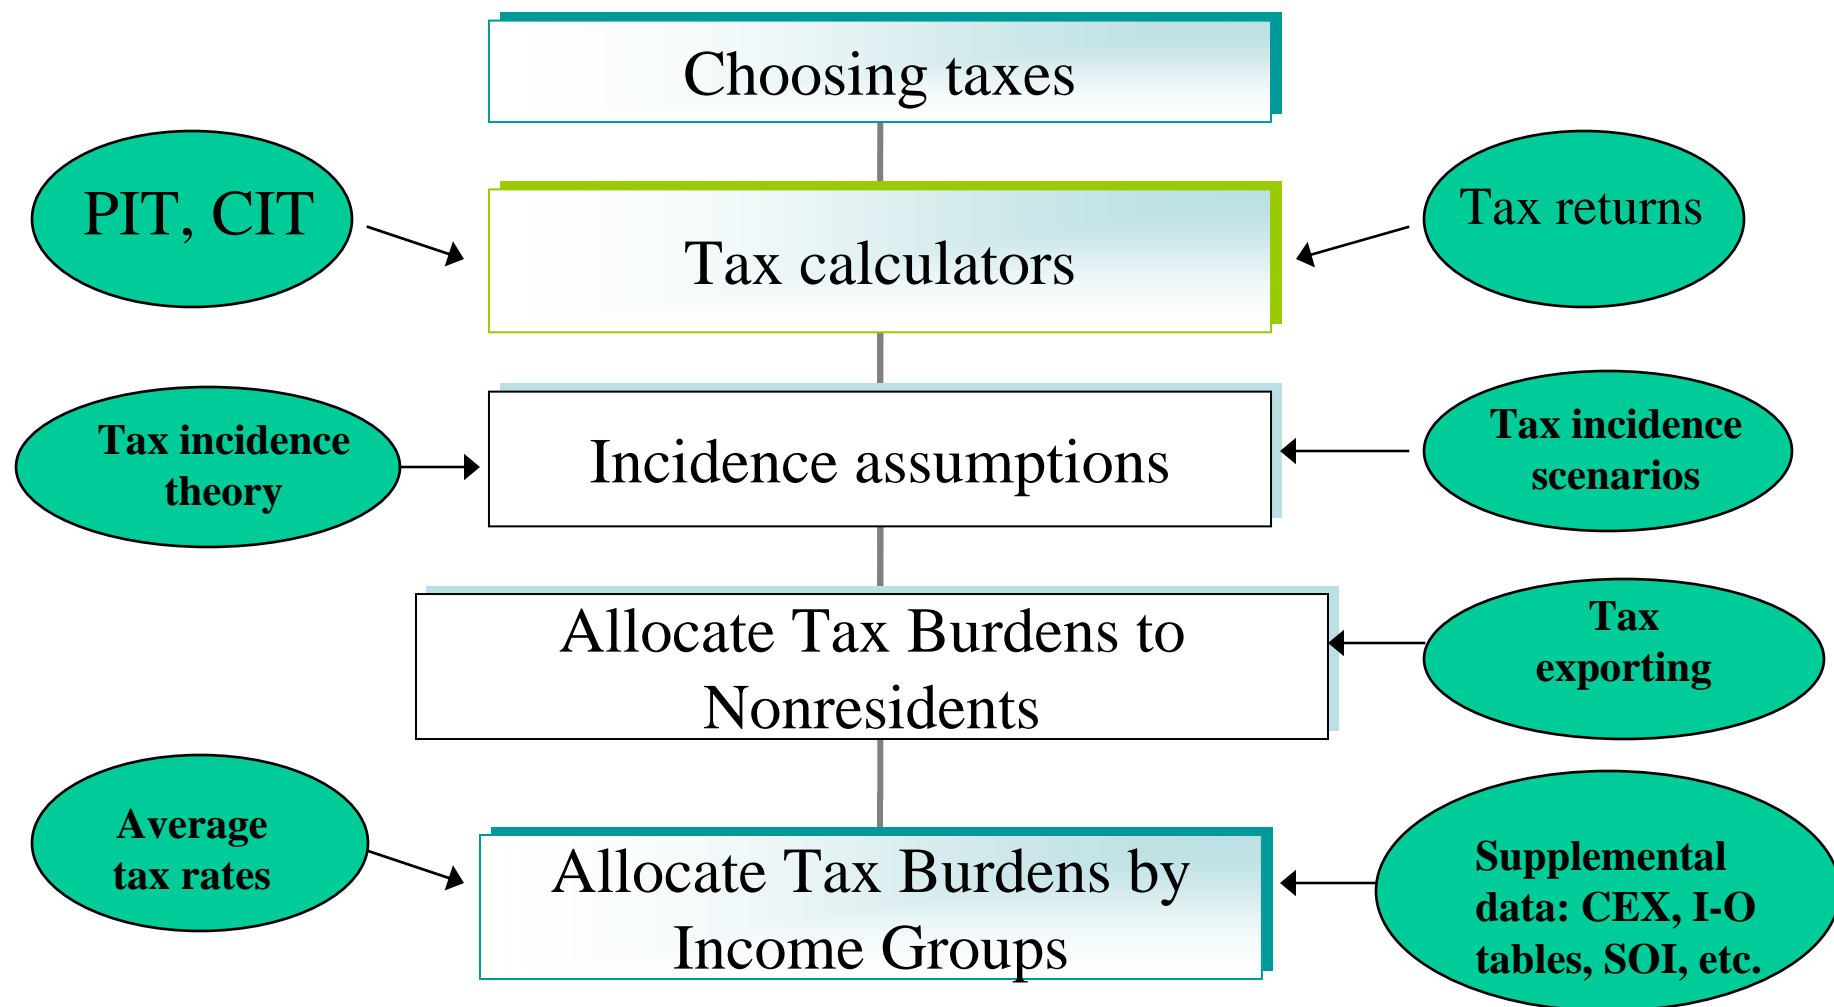 Choosing taxes
PIT, CIT
Tax returns
Tax calculators
Tax incidence
theory
Incidence assumptions
Tax incidence
scenarios
Allocate Tax Burdens to
Nonresidents
Tax
exporting
Average
tax rates
Allocate Tax Burdens by
Income Groups
Supplemental
data: CEX, I-O
tables, SOI, etc.